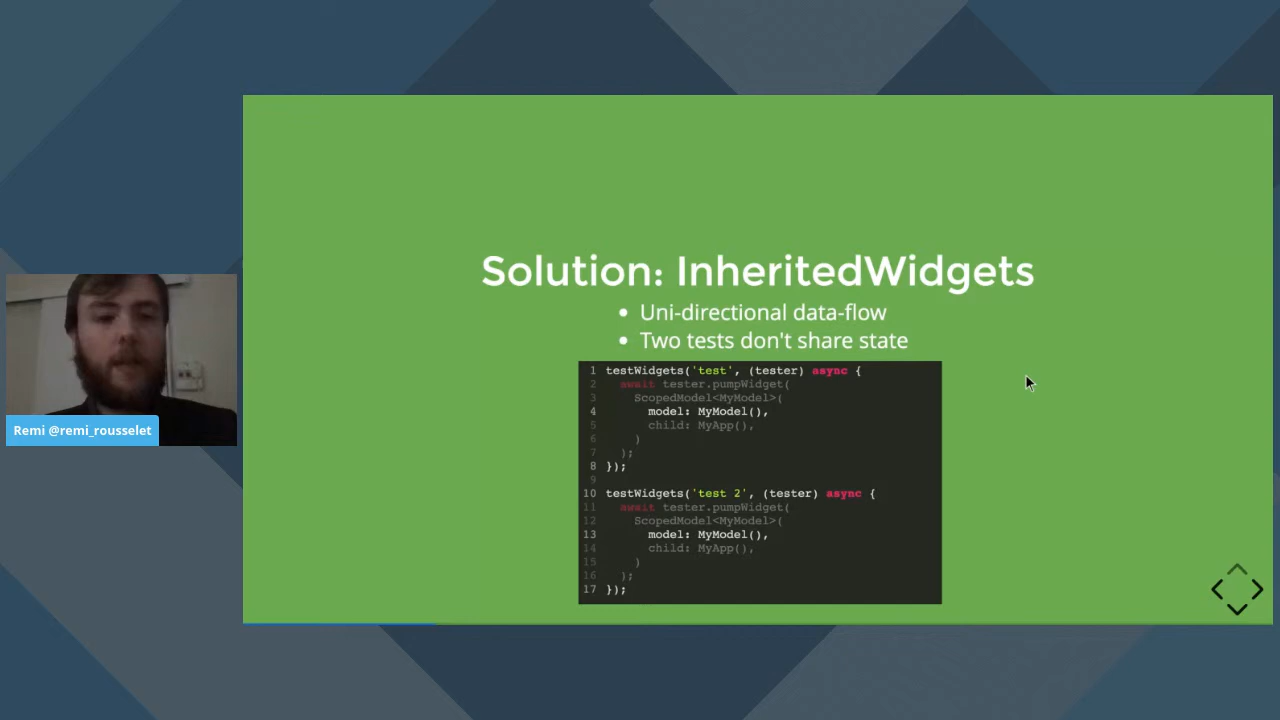 Solution: InheritedWidgets
Uni-directional data-flow
Two tests don't share state
1 testWidgets('test', (tester) async {
2 await tester.pumpWidget(
3 ScopedModel<MyModel>(
4 model: MyModel(),
5 child: MyApp(),
6 )
7 );
8 });
9
10 testWidgets('test 2', (tester) async {
11 await tester.pumpWidget(
12 ScopedModel<MyModel>(
13 model: MyModel(),
14 child: MyApp(),
15 )
16 );
17 });
Remi @remi_rousselet